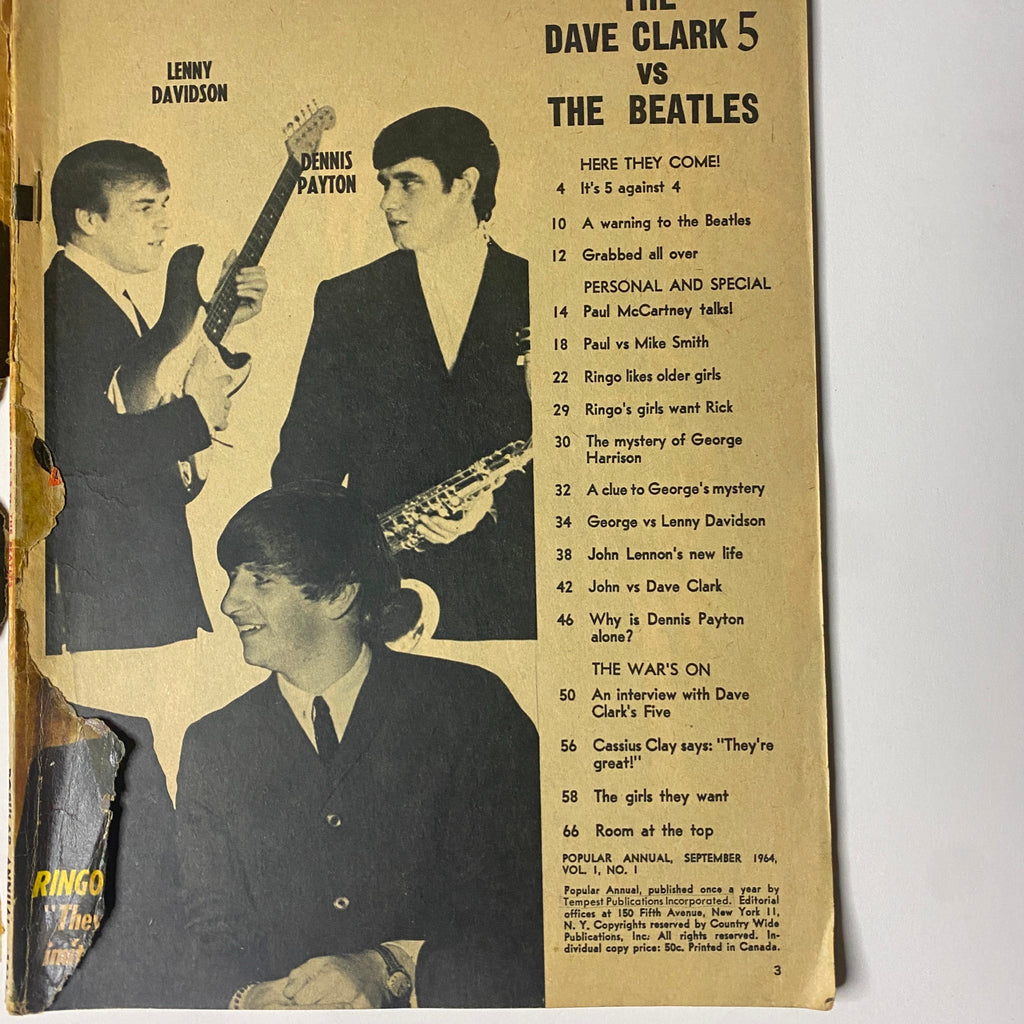 LENNY
DAVIDSON
DENNIS
PAYTON
THE
DAVE CLARK 5
VS
THE BEATLES
HERE THEY COME!
4 It's 5 against 4
10 A warning to the Beatles
12 Grabbed all over
PERSONAL AND SPECIAL
14 Paul McCartney talks!
18 Paul vs Mike Smith
22 Ringo likes older girls
29 Ringo's girls want Rick
30 The mystery of George
Harrison
32 A clue to George's mystery
34 George vs Lenny Davidson
38 John Lennon's new life
42 John vs Dave Clark
46 Why is Dennis Payton
alone?
THE WAR'S ON
50 An interview with Dave
Clark's Five
56 Cassius Clay says: "They're
great!"
58 The girls they want
66 Room at the top
POPULAR ANNUAL, SEPTEMBER 1964,
VOL. 1, NO. 1
Popular Annual, published once a year by
Tempest Publications Incorporated. Editorial
offices at 150 Fifth Avenue, New York 11,
N. Y. Copyrights reserved by Country Wide
Publications, Inc. All rights reserved. In-
dividual copy price: 50c. Printed in Canada.
3
RINGO
"They